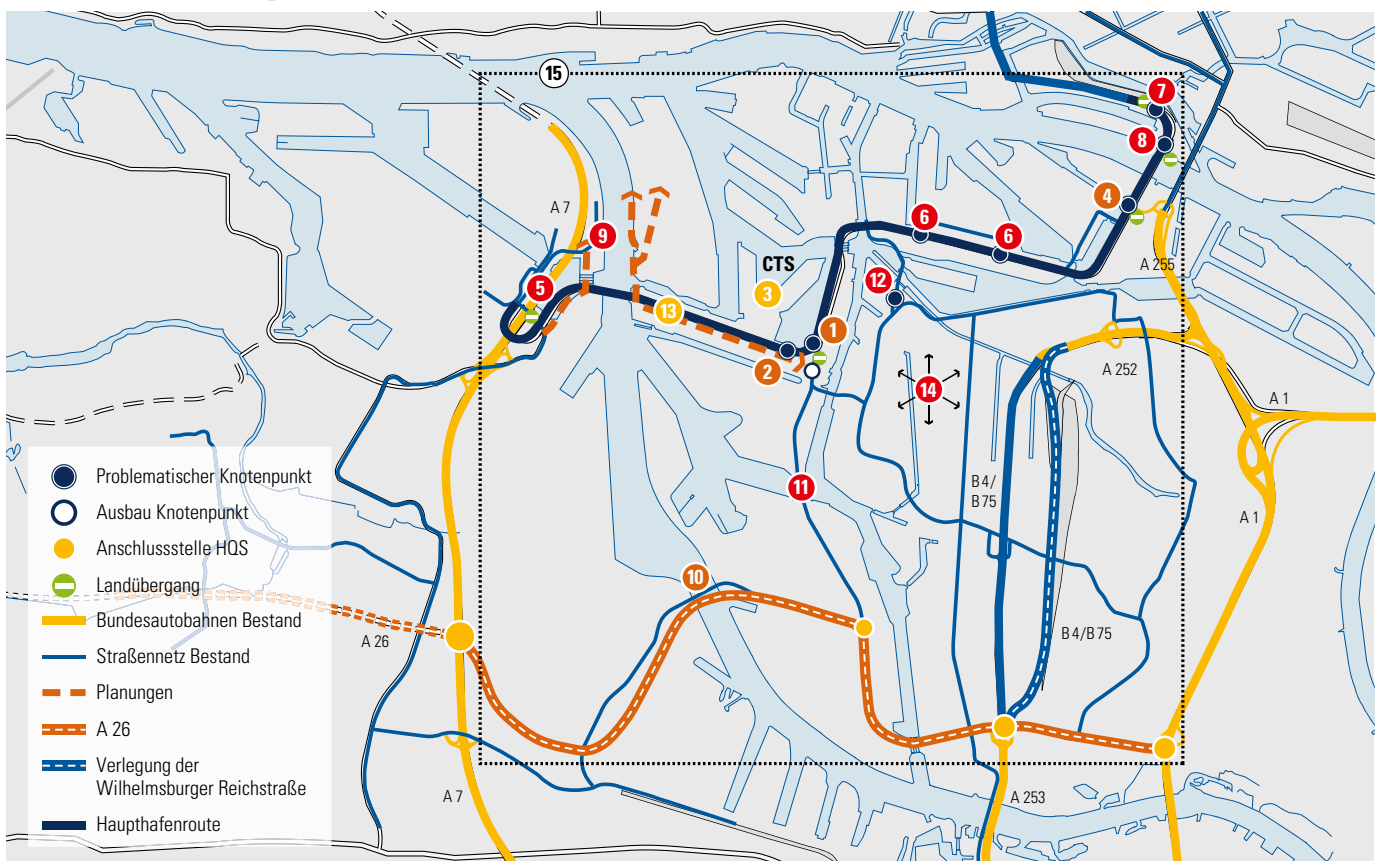 15
7
8
A 7
4
9
6
6
A 255
CTS
5
12
3
13
1
2
A 252
14
A 1
Problematischer Knotenpunkt
11
B 4/
B 75
Ausbau Knotenpunkt
A 1
Anschlussstelle HQS
10
Landübergang
Bundesautobahnen Bestand
A 26
B 4/B 75
Straßennetz Bestand
Planungen
A 26
Verlegung der
Wilhelmsburger Reichstraße
A 7
A 253
Haupthafenroute